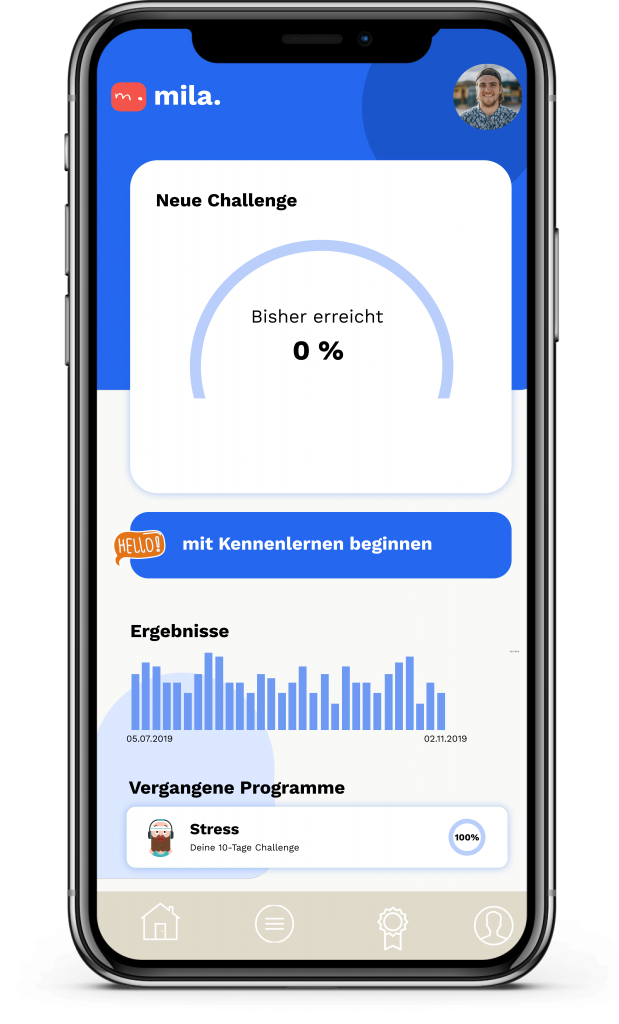 m.
mila.
Neue Challenge
Bisher erreicht
0 %
HELLO!
mit Kennenlernen beginnen
Ergebnisse
05.07.2019
02.11.2019
Vergangene Programme
Stress
Deine 10-Tage Challenge
100%